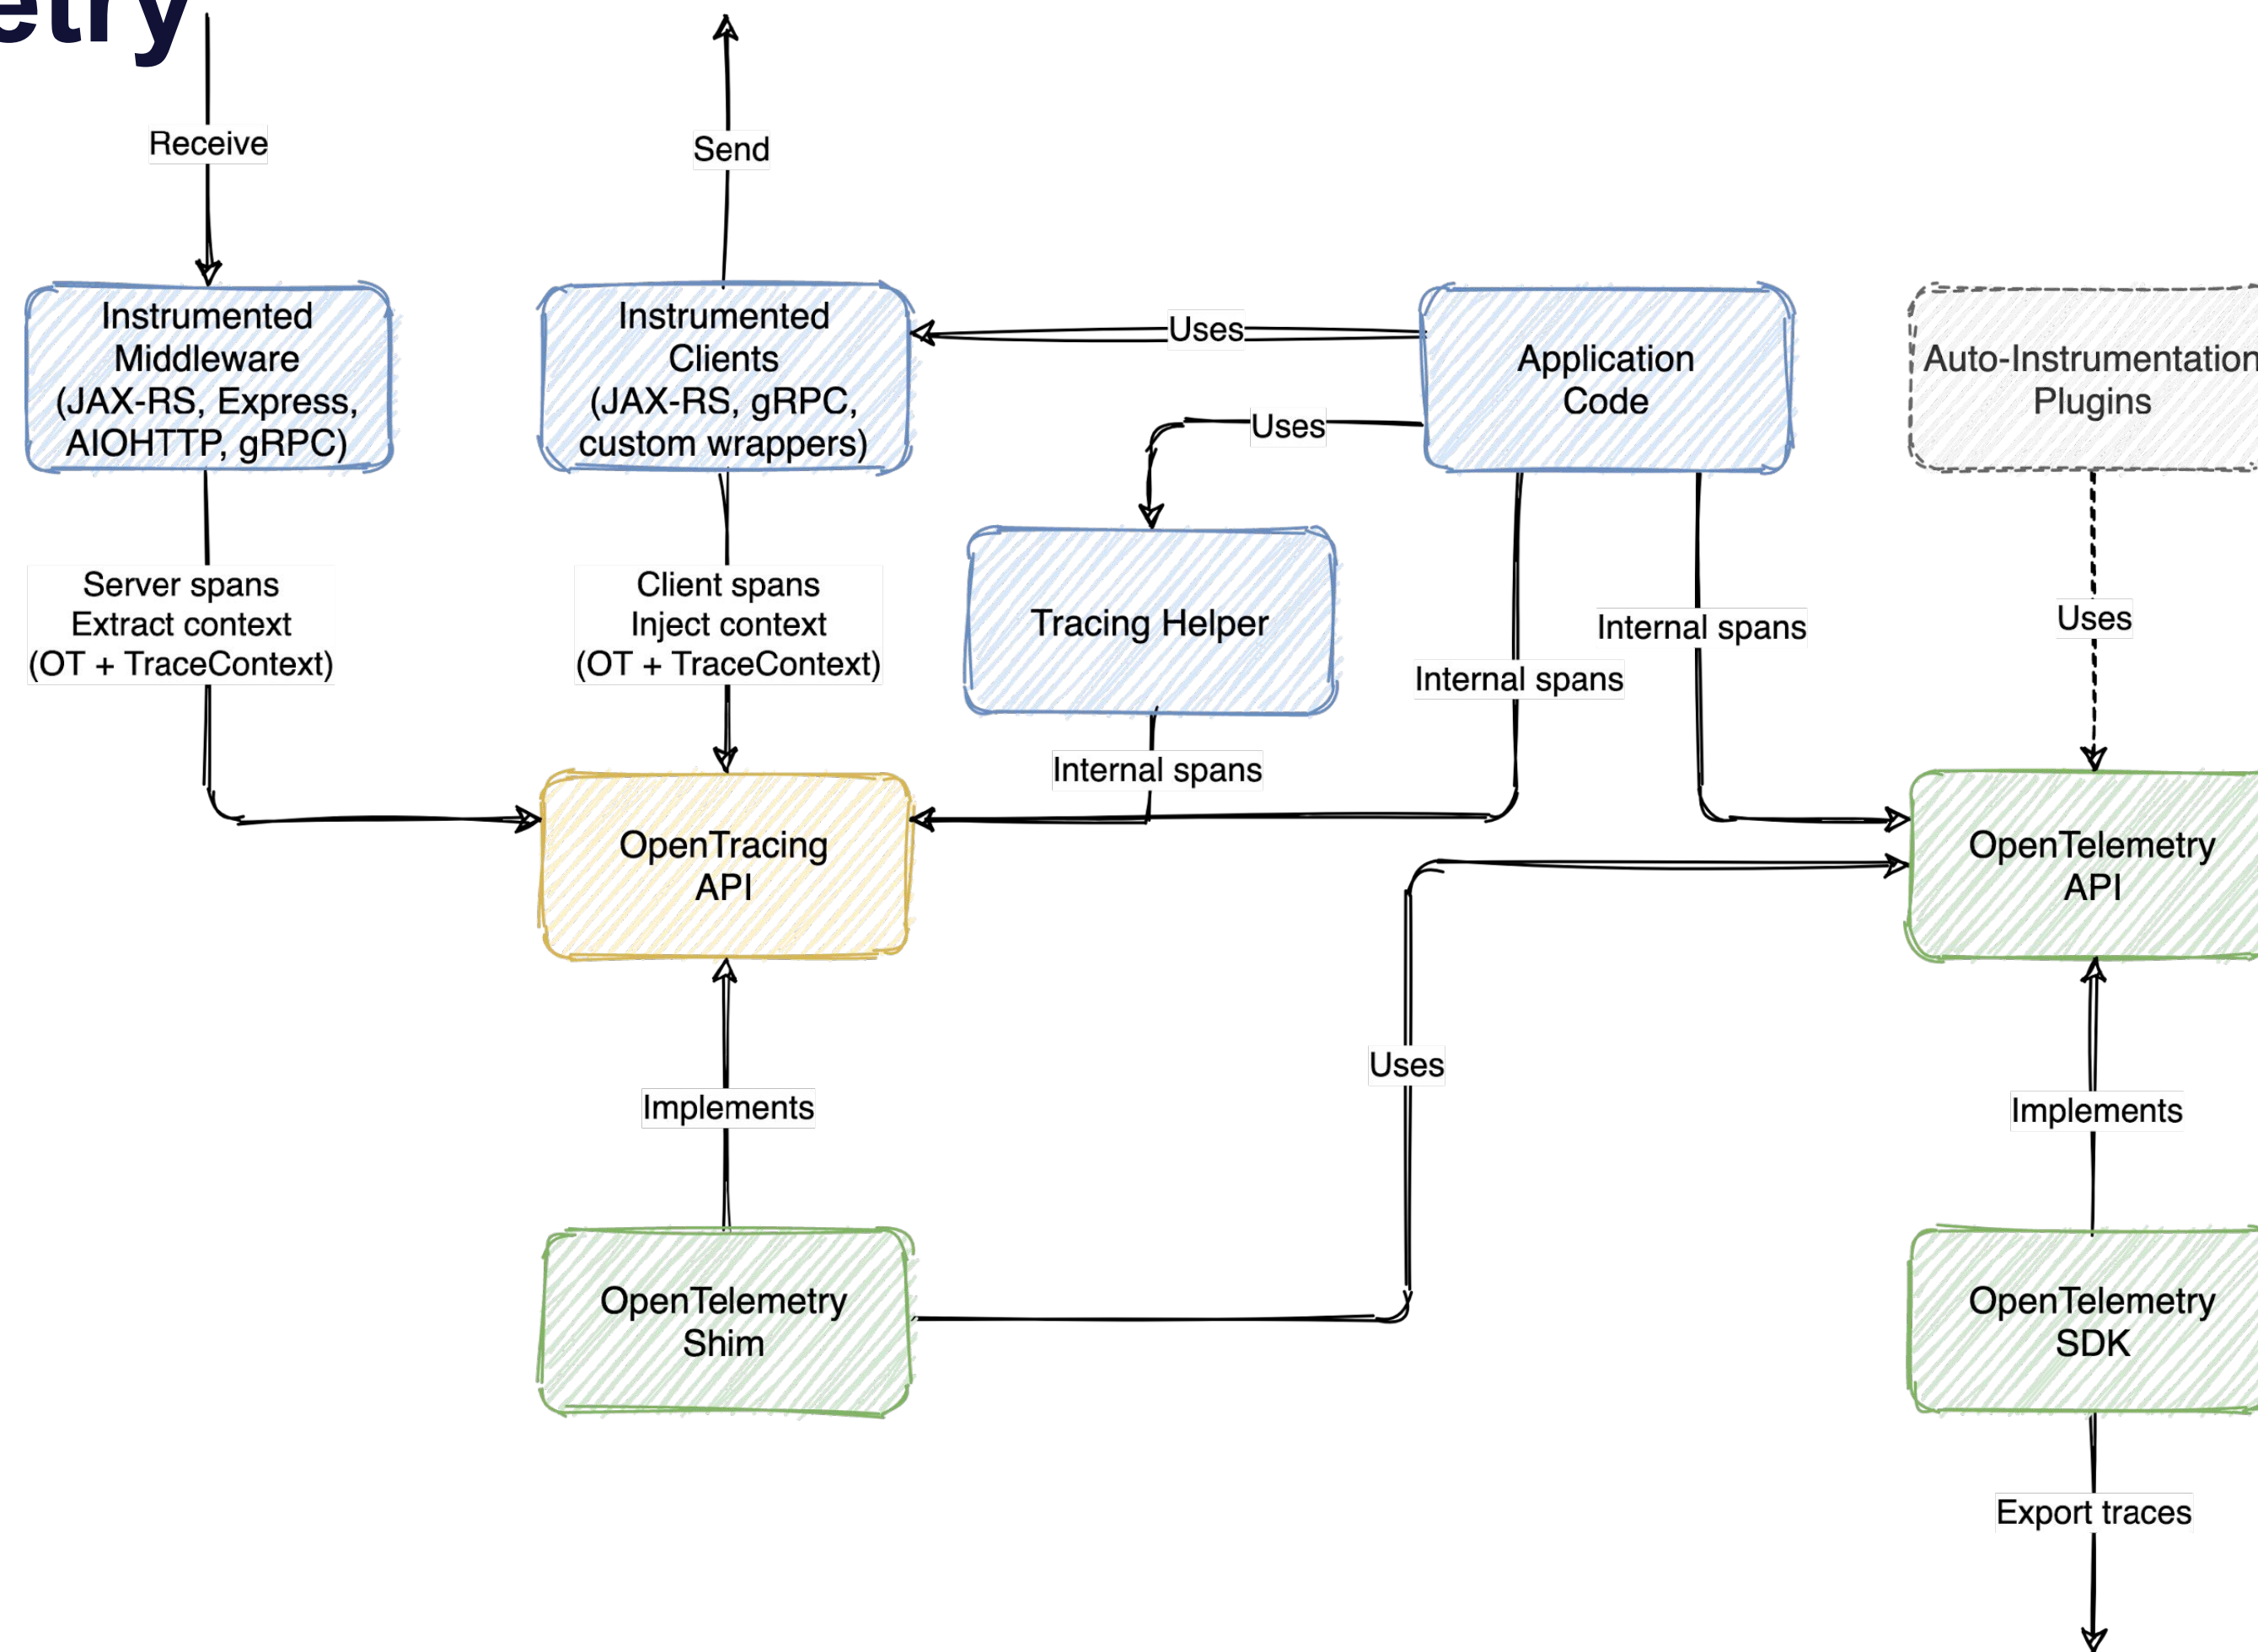 etry
Receive
Send
Instrumented
Middleware
(JAX-RS, Express,
AIOHTTP, gRPC)
Instrumented
Clients
(JAX-RS, gRPC,
custom wrappers)
Uses
Application
Code
Auto-Instrumentation
Plugins
Uses
Server spans
Extract context
(OT + TraceContext)
Client spans
Inject context
(OT + TraceContext)
Tracing Helper
Internal spans
Internal spans
Uses
Internal spans
OpenTracing
API
OpenTelemetry
API
Implements
Uses
Implements
OpenTelemetry
Shim
OpenTelemetry
SDK
Export traces